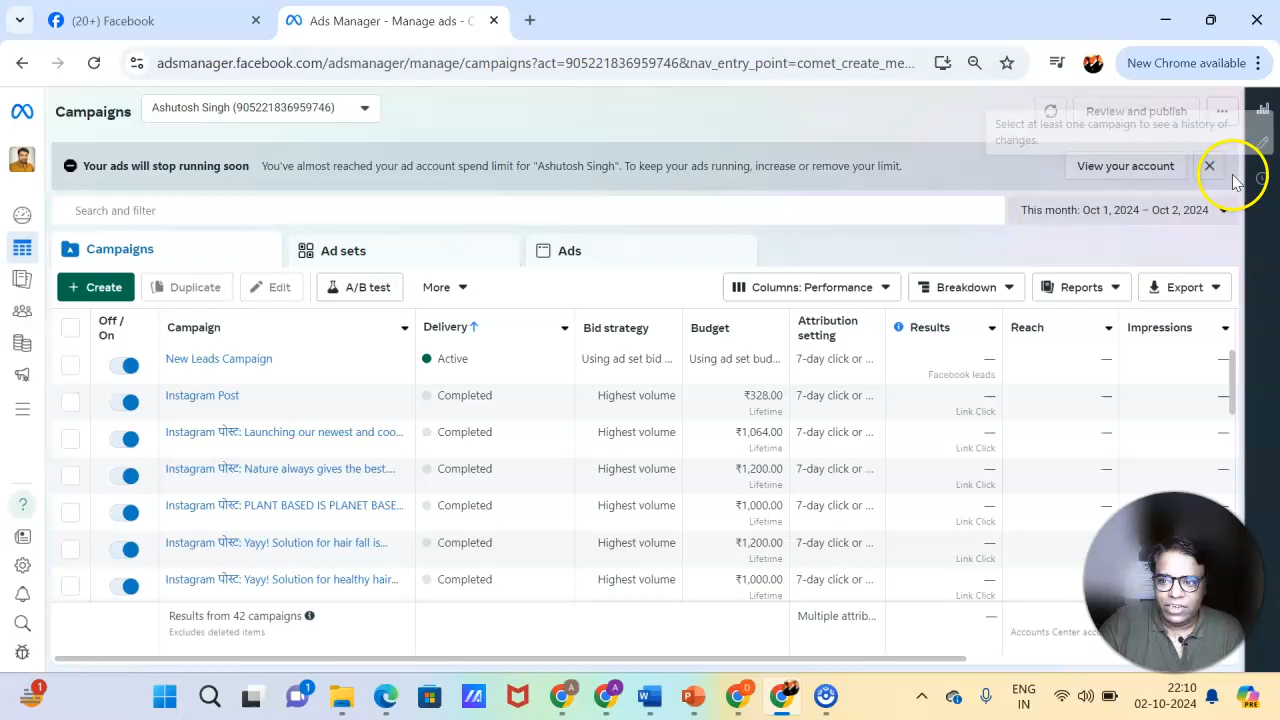 (20+) Facebook
Ads Manager - Manage ads - C
adsmanager.facebook.com/adsmanager/manage/campaigns?act=905221836959746&nav_entry_point=comet_create_me...
New Chrome available
Campaigns
Ashutosh Singh (905221836959746)
Review and publish
Select at least one campaign to see a history of
changes.
Your ads will stop running soon
You've almost reached your ad account spend limit for "Ashutosh Singh". To keep your ads running, increase or remove your limit.
View your account
Search and filter
This month: Oct 1, 2024 – Oct 2, 2024
Campaigns
Ad sets
Ads
+ Create
Duplicate
Edit
A/B test
More
Columns: Performance
Breakdown
Reports
Export
Off / On
Campaign
Delivery ↑
Bid strategy
Budget
Attribution setting
Results
Reach
Impressions
New Leads Campaign
Active
Using ad set bid ...
Using ad set bud...
7-day click or ...
—
—
—
Facebook leads
Instagram Post
Completed
Highest volume
₹328.00
7-day click or ...
—
—
—
Lifetime
Link Click
Instagram पोस्ट: Launching our newest and coo...
Completed
Highest volume
₹1,064.00
7-day click or ...
—
—
—
Lifetime
Link Click
Instagram पोस्ट: Nature always gives the best....
Completed
Highest volume
₹1,200.00
7-day click or ...
—
—
—
Lifetime
Link Click
Instagram पोस्ट: PLANT BASED IS PLANET BASE...
Completed
Highest volume
₹1,000.00
7-day click or ...
—
—
Lifetime
Link Click
Instagram पोस्ट: Yayy! Solution for hair fall is...
Completed
Highest volume
₹1,200.00
7-day click or ...
—
—
Lifetime
Link Click
Instagram पोस्ट: Yayy! Solution for healthy hair...
Completed
Highest volume
₹1,000.00
7-day click or ...
—
—
Lifetime
Link Click
Results from 42 campaigns
Multiple attrib...
—
Excludes deleted items
Accounts Center acco
1
1
ENG
IN
22:10
02-10-2024
PRE